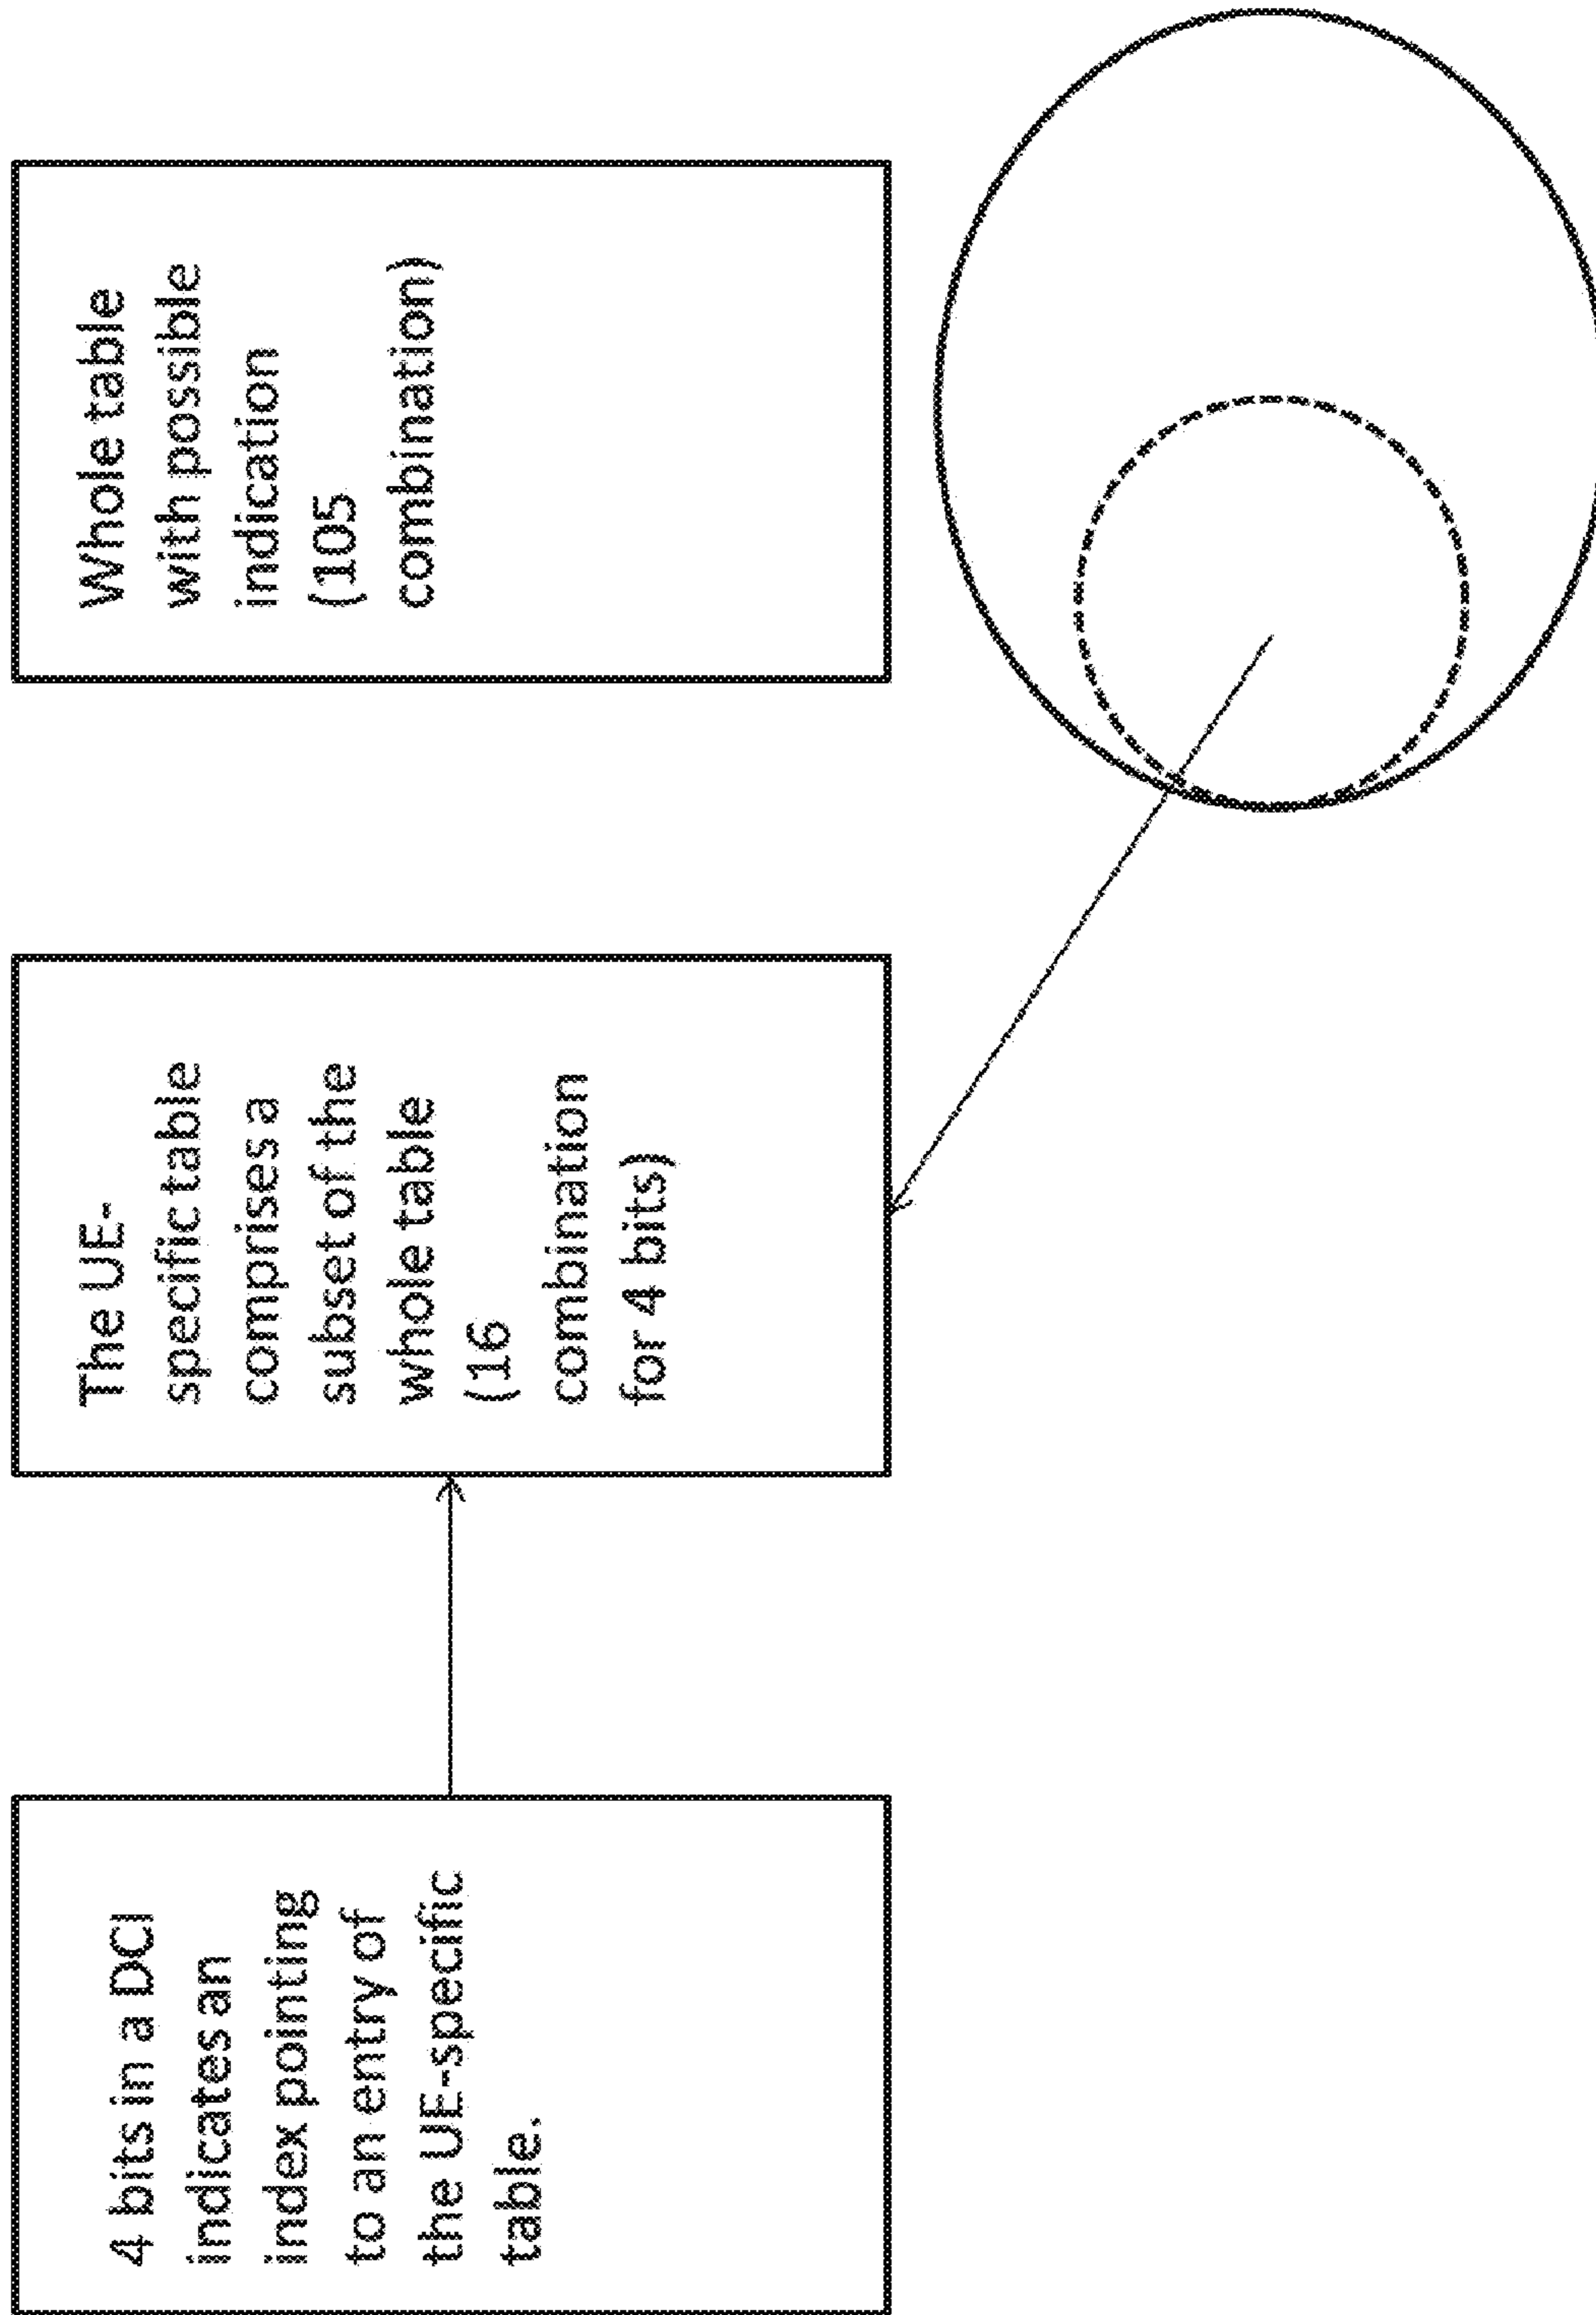 4 bits in a DCI
indicates an
index pointing
to an entry of
the UE-specific
table.
The UE-
specific table
comprises a
subset of the
whole table
(16
combination
for 4 bits)
Whole table
with possible
indication
(105
combination)